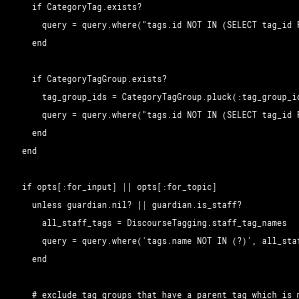 if CategoryTag.exists?
query = query.where("tags.id NOT IN (SELECT tag_id
end
if CategoryTagGroup.exists?
tag_group_ids = CategoryTagGroup.pluck(:tag_group_i
query = query.where("tags.id NOT IN (SELECT tag_id
end
end
if opts[:for_input] || opts[:for_topic]
unless guardian.nil? || guardian.is_staff?
all_staff_tags = DiscourseTagging.staff_tag_names
query = query.where('tags.name NOT IN (?)', all_sta
end
# exclude tag groups that have a parent tag which is